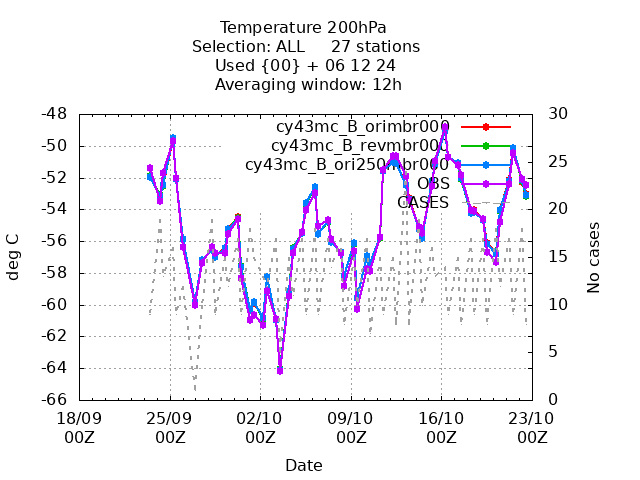 Temperature 200hPa
Selection: ALL 27 stations
Used {00} + 06 12 24
Averaging window: 12h
-48
-50
-52
-54
-56
-58
-60
-62
-64
-66
deg C
30
25
20
15
10
5
0
No cases
cy43mc_B_orimbr000
cy43mc_B_revmbr000
OBS
CASES
18/09 25/09 02/10 09/10 16/10 23/10
00Z 00Z 00Z 00Z 00Z 00Z
Date